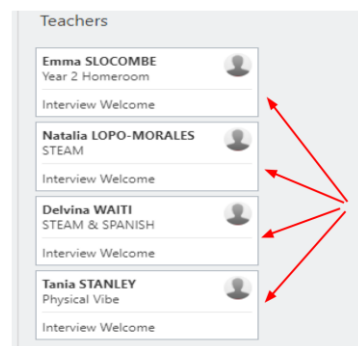 Teachers
Emma SLOCOMBE
Year 2 Homeroom
Interview Welcome
Natalia LOPO-MORALES
STEAM
Interview Welcome
Delvina WAITI
STEAM & SPANISH
Interview Welcome
Tania STANLEY
Physical Vibe
Interview Welcome